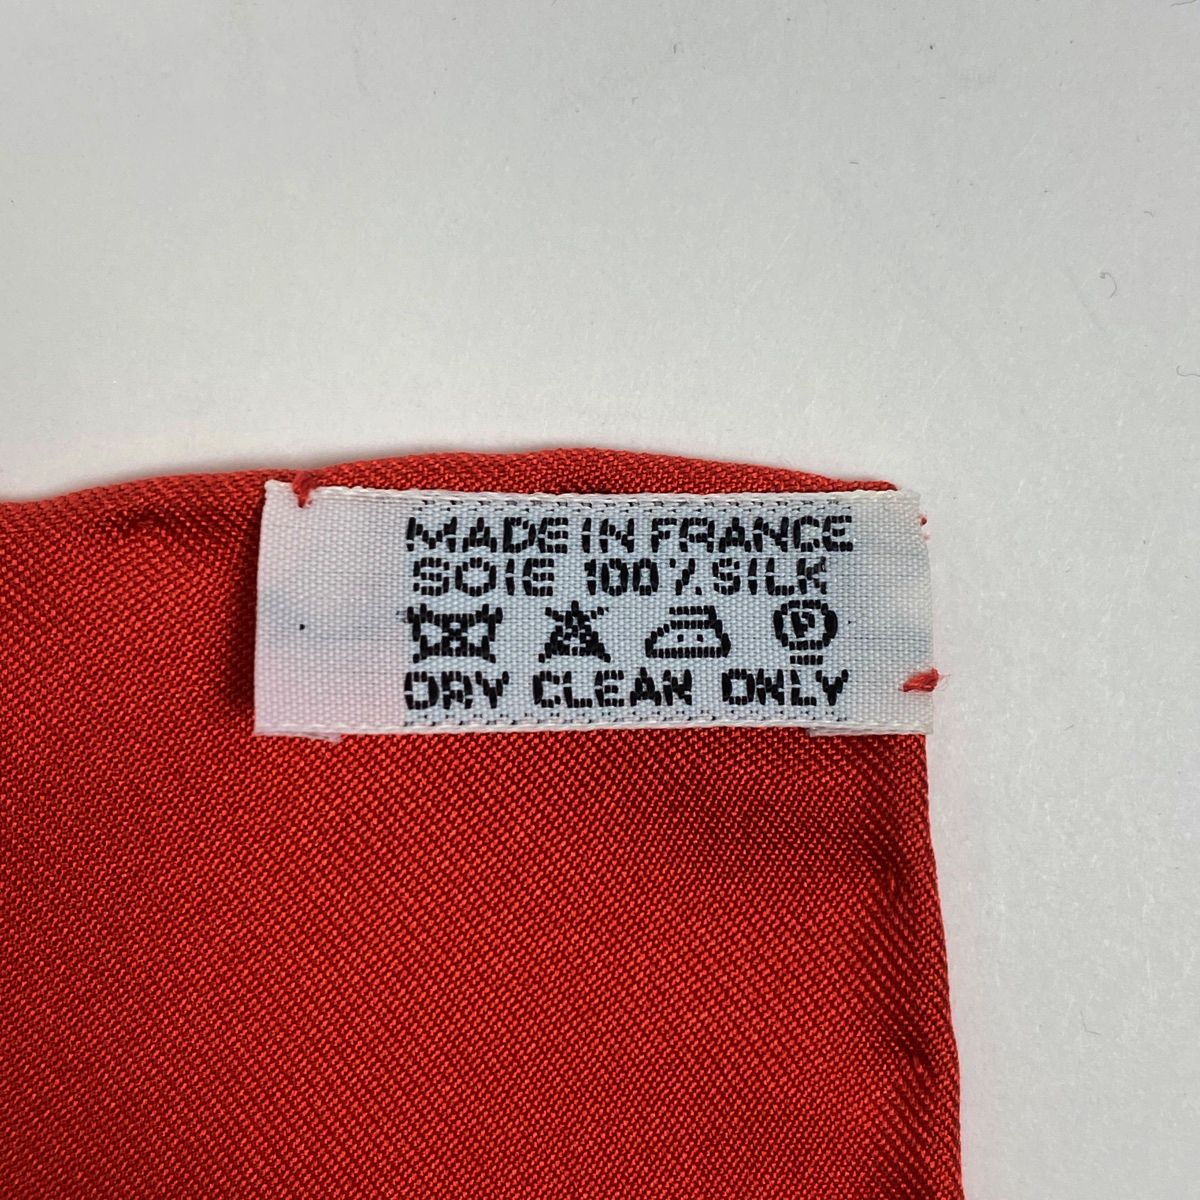 MADE IN FRANCE
SOIE 100% SILK
P
DRY CLEAN ONLY